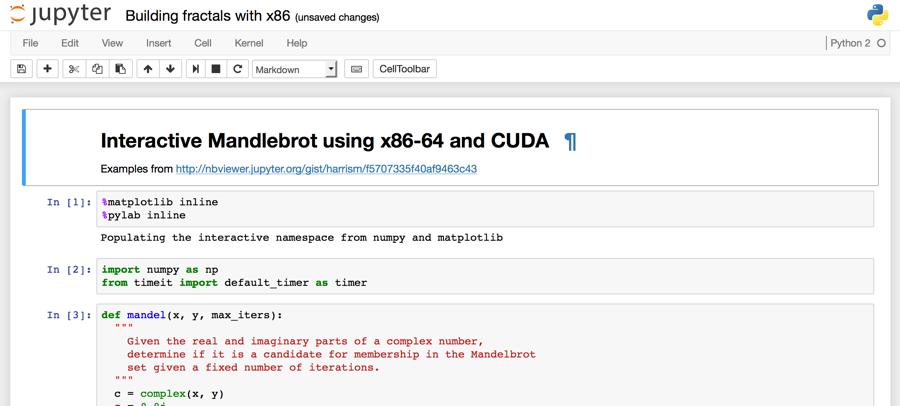 jupyter Building fractals with x86 (unsaved changes)
File Edit View Insert Cell Kernel Help Python 2
Markdown CellToolbar
Interactive Mandlebrot using x86-64 and CUDA ¶
Examples from http://nbviewer.jupyter.org/gist/harrism/f5707335f40af9463c43
In [1]: %matplotlib inline
%pylab inline
Populating the interactive namespace from numpy and matplotlib
In [2]: import numpy as np
from timeit import default_timer as timer
In [3]: def mandel(x, y, max_iters):
"""
Given the real and imaginary parts of a complex number,
determine if it is a candidate for membership in the Mandelbrot
set given a fixed number of iterations.
"""
c = complex(x, y)